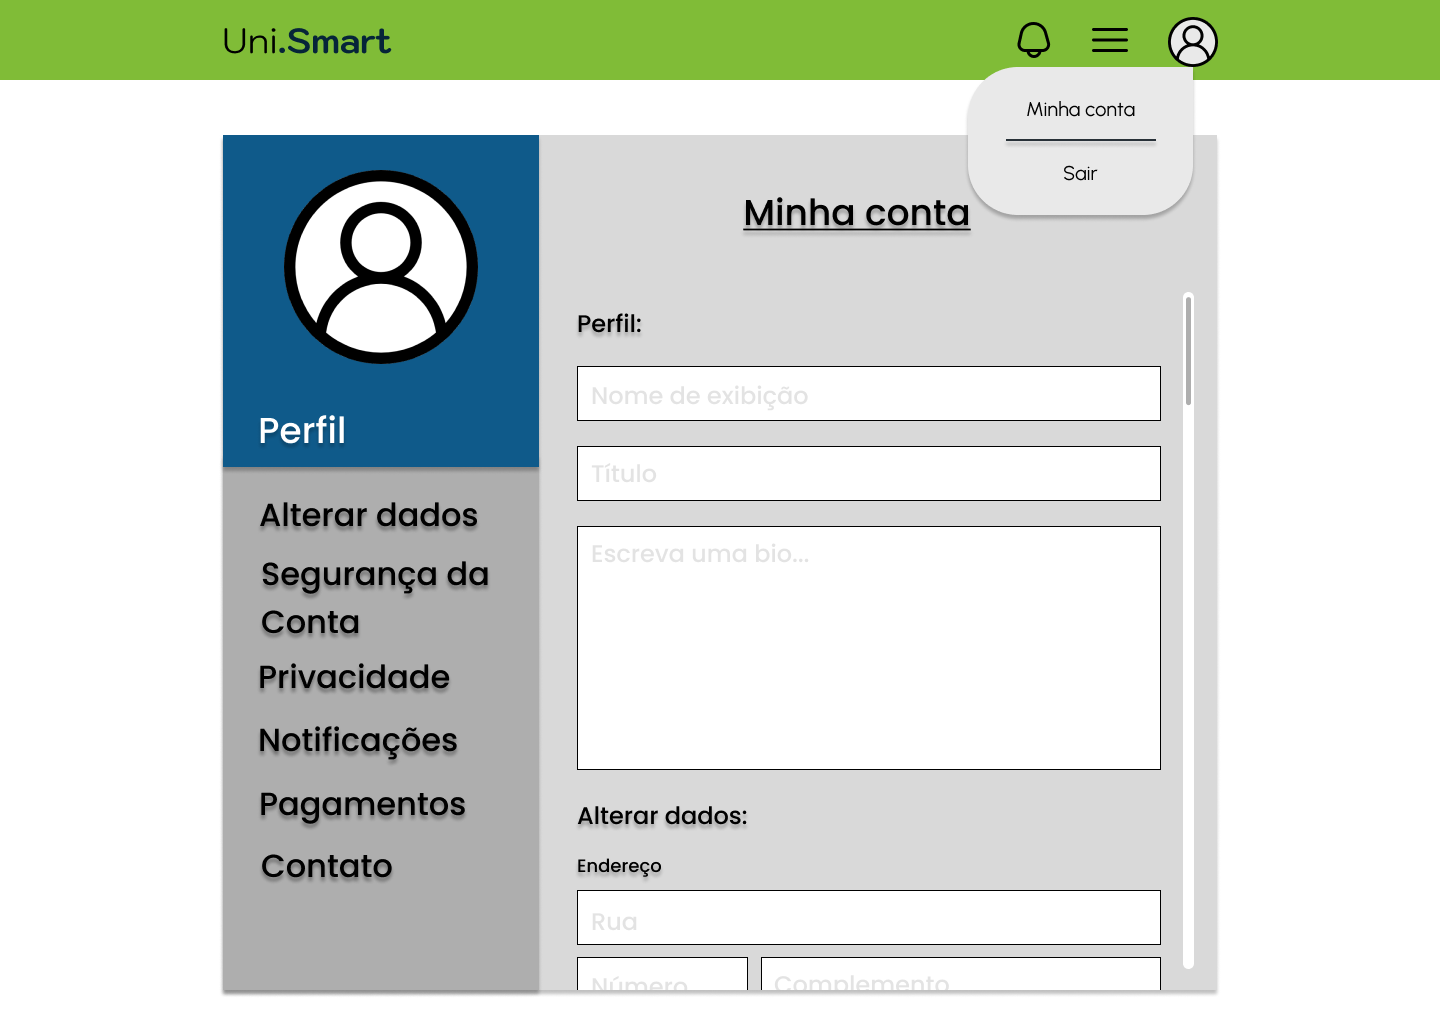 Uni.Smart
Minha conta
Sair
Perfil
Alterar dados
Segurança da
Conta
Privacidade
Notificações
Pagamentos
Contato
Minha conta
Perfil:
Nome de exibição
Título
Escreva uma bio...
Alterar dados:
Endereço
Rua
Número
Complemento